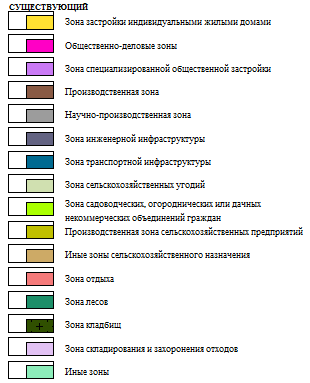 СУЩЕСТВУЮЩИЙ
Зона застройки индивидуальными жилыми домами
Общественно-деловые зоны
Зона специализированной общественной застройки
Производственная зона
Научно-производственная зона
Зона инженерной инфраструктуры
Зона транспортной инфраструктуры
Зона сельскохозяйственных угодий
Зона садоводческих, огороднических или дачных
некоммерческих объединений граждан
Производственная зона сельскохозяйственных предприятий
Иные зоны сельскохозяйственного назначения
Зона отдыха
Зона лесов
Зона кладбищ
Зона складирования и захоронения отходов
Иные зоны